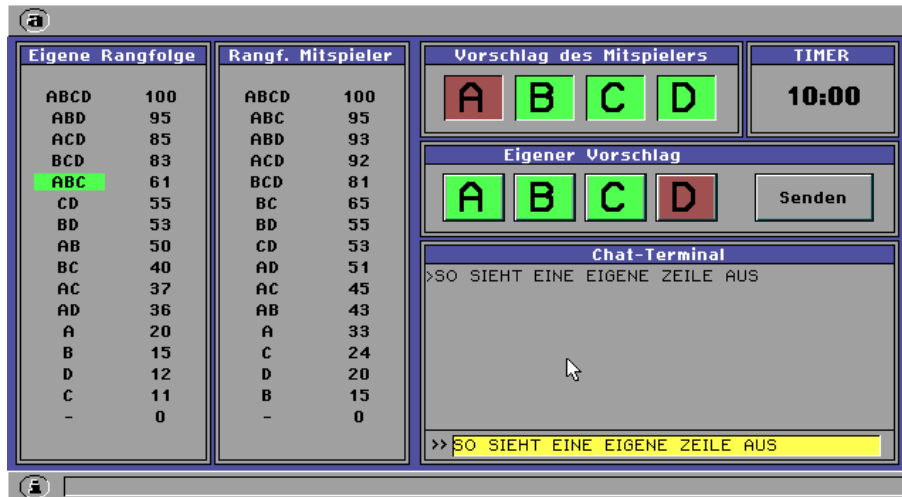 a
Eigene Rangfolge
ABCD 100
ABD 95
ACD 85
BCD 83
ABC 61
CD 55
BD 53
AB 50
BC 40
AC 37
AD 36
A 20
B 15
D 12
C 11
- 0
Rangf. Mitspieler
ABCD 100
ABC 95
ABD 93
ACD 92
BCD 81
BC 65
BD 55
CD 53
AD 51
AC 45
AB 43
A 33
C 24
D 20
B 15
- 0
Vorschlag des Mitspielers
A B C D
TIMER
10:00
Eigener Vorschlag
A B C D
Senden
Chat-Terminal
>SO SIEHT EINE EIGENE ZEILE AUS
>> SO SIEHT EINE EIGENE ZEILE AUS
i